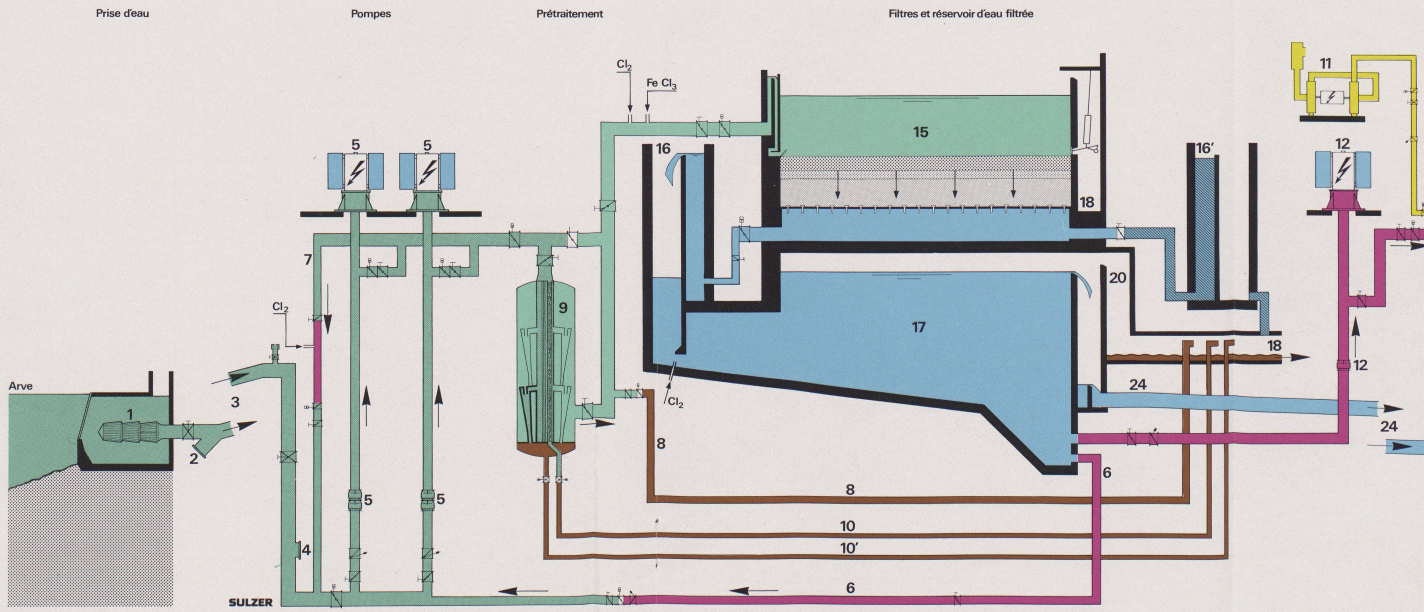 Prise d'eau
Pompes
Prétraitement
Filtres et réservoir d'eau filtrée
Cl2
Fe Cl3
11
15
16
16'
12
5
5
18
7
20
9
17
Cl2
18
12
Arve
3
24
1
Cl2
24
2
8
6
5
5
8
10
4
10'
6
SULZER